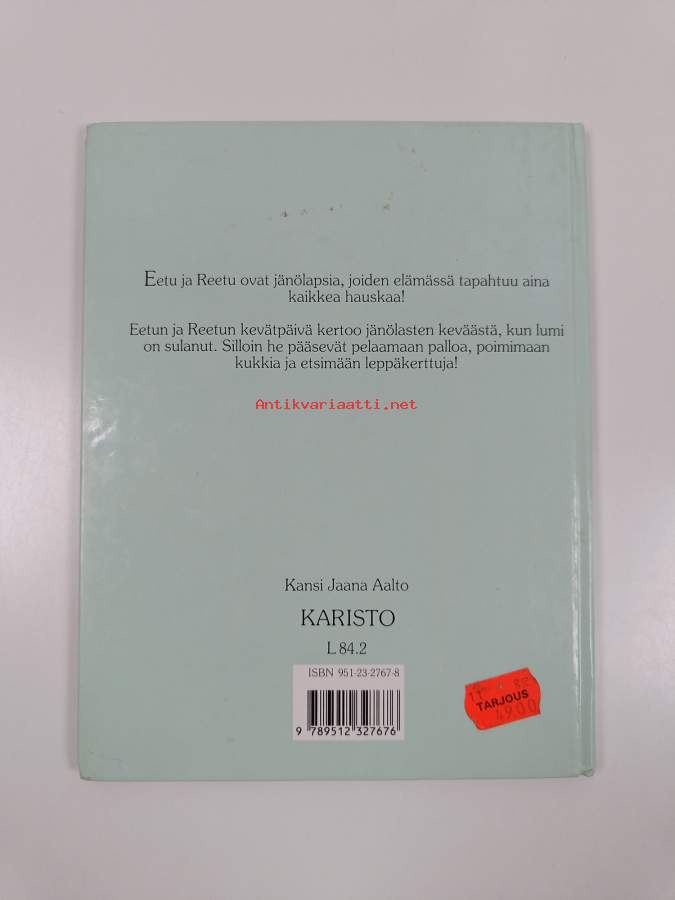 Eetu ja Reetu ovat jänölapsia, joiden elämässä tapahtuu aina
kaikkea hauskaa!
Eetun ja Reetun kevätpäivä kertoo jänölasten keväästä, kun lumi
on sulanut. Silloin he pääsevät pelaamaan palloa, poimimaan
kukkia ja etsimään leppäkerttuja!
Antikvariaatti.net
Kansi Jaana Aalto
KARISTO
L 84.2
ISBN 951-23-2767-8
9 789512 327676
TARJOUS
49.00